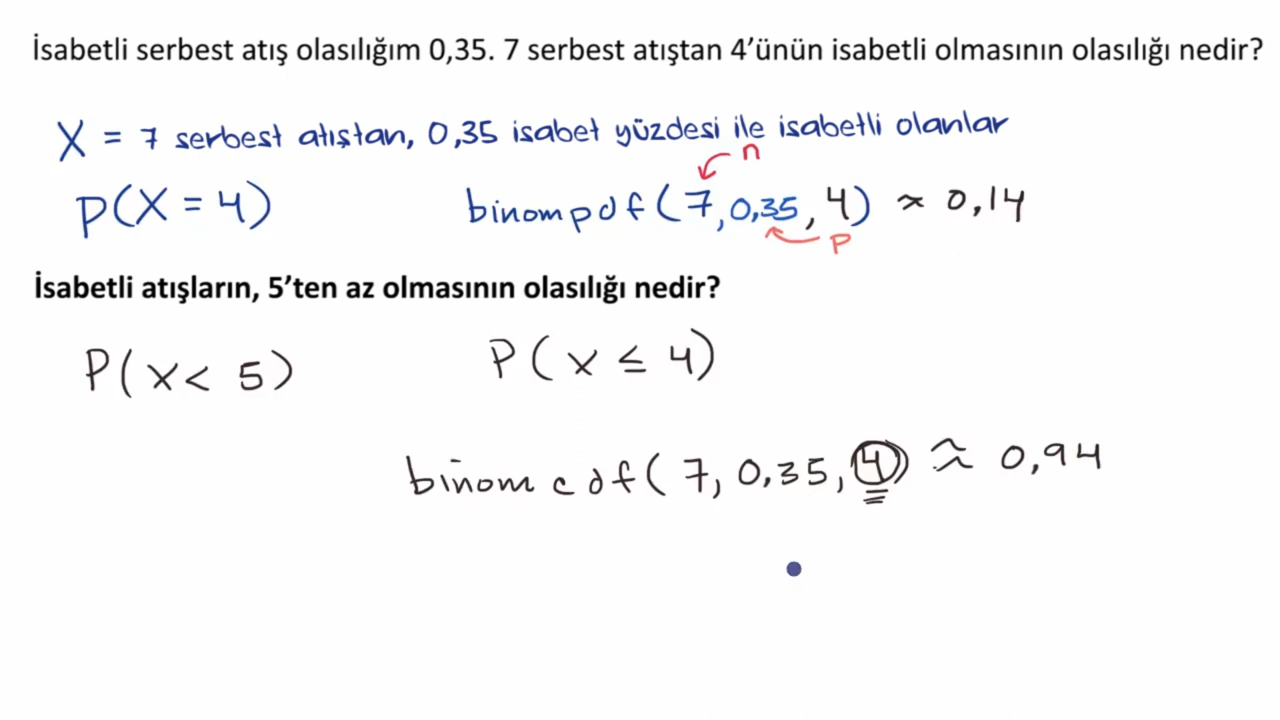 İsabetli serbest atış olasılığım 0,35. 7 serbest atıştan 4’ünün isabetli olmasının olasılığı nedir?
X = 7 serbest atıştan, 0,35 isabet yüzdesi ile isabetli olanlar
n
P(X = 4) binompdf(7,0,35,4) ≈ 0,14
P
İsabetli atışların, 5’ten az olmasının olasılığı nedir?
P(X < 5) P(X ≤ 4)
binomcdf(7, 0,35, 4) ≈ 0,94